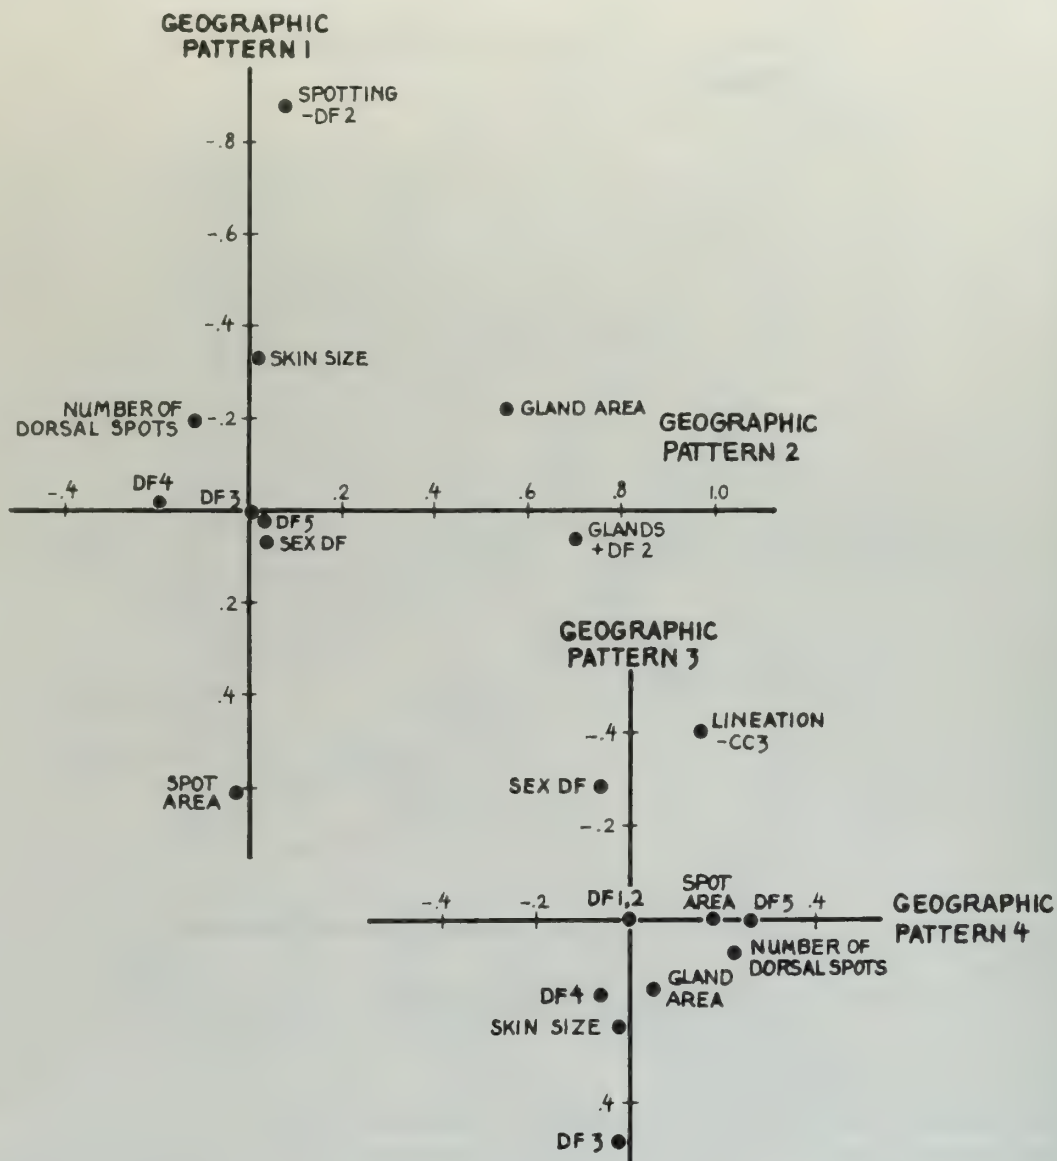 GEOGRAPHIC
PATTERN 1
SPOTTING
-DF 2
-.8
-.6
-.4
SKIN SIZE
NUMBER OF
DORSAL SPOTS
-.2
GLAND AREA
GEOGRAPHIC
PATTERN 2
-.4
DF4
DF3
.2
.4
.6
.8
1.0
DF5
SEX DF
GLANDS
+DF 2
.2
.4
SPOT
AREA
GEOGRAPHIC
PATTERN 3
-.4
LINEATION
-CC3
SEX DF
-.2
-.4
-.2
DF1,2
SPOT
AREA
DF5
.4
GEOGRAPHIC
PATTERN 4
NUMBER OF
DORSAL SPOTS
GLAND
AREA
DF4
SKIN SIZE
.4
DF 3